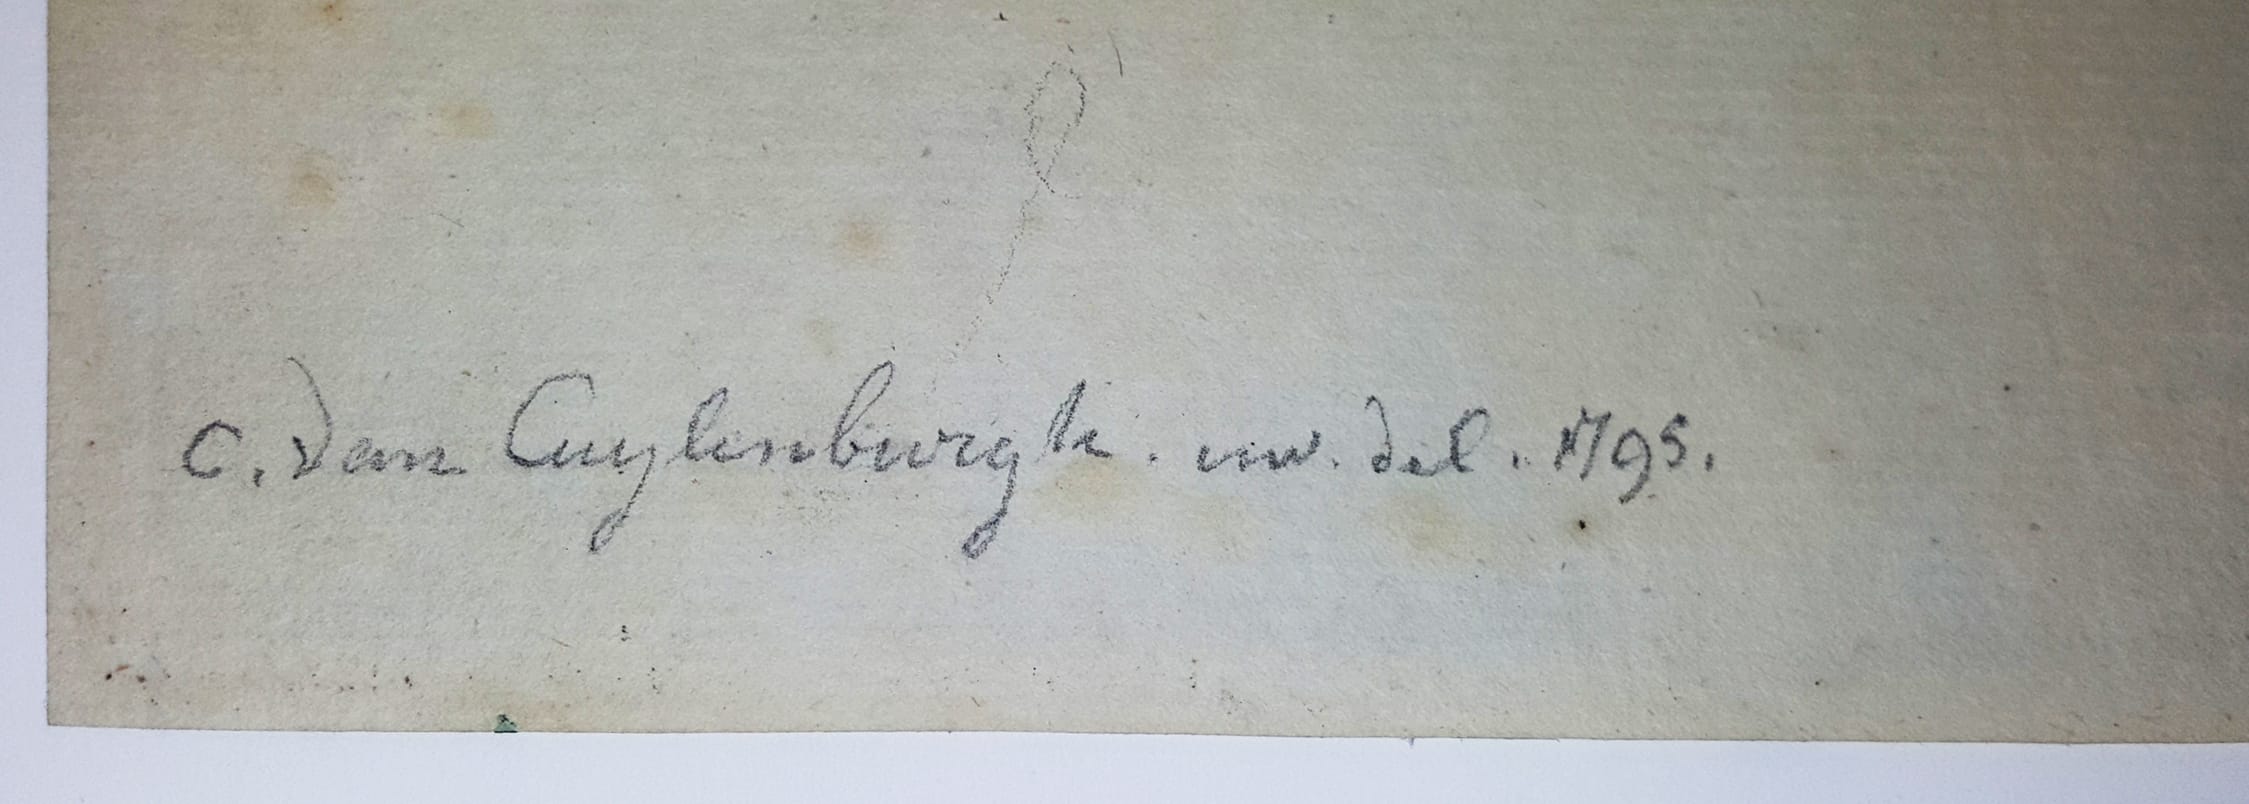 C. van Cuylenburgh. inv. del. 1795.